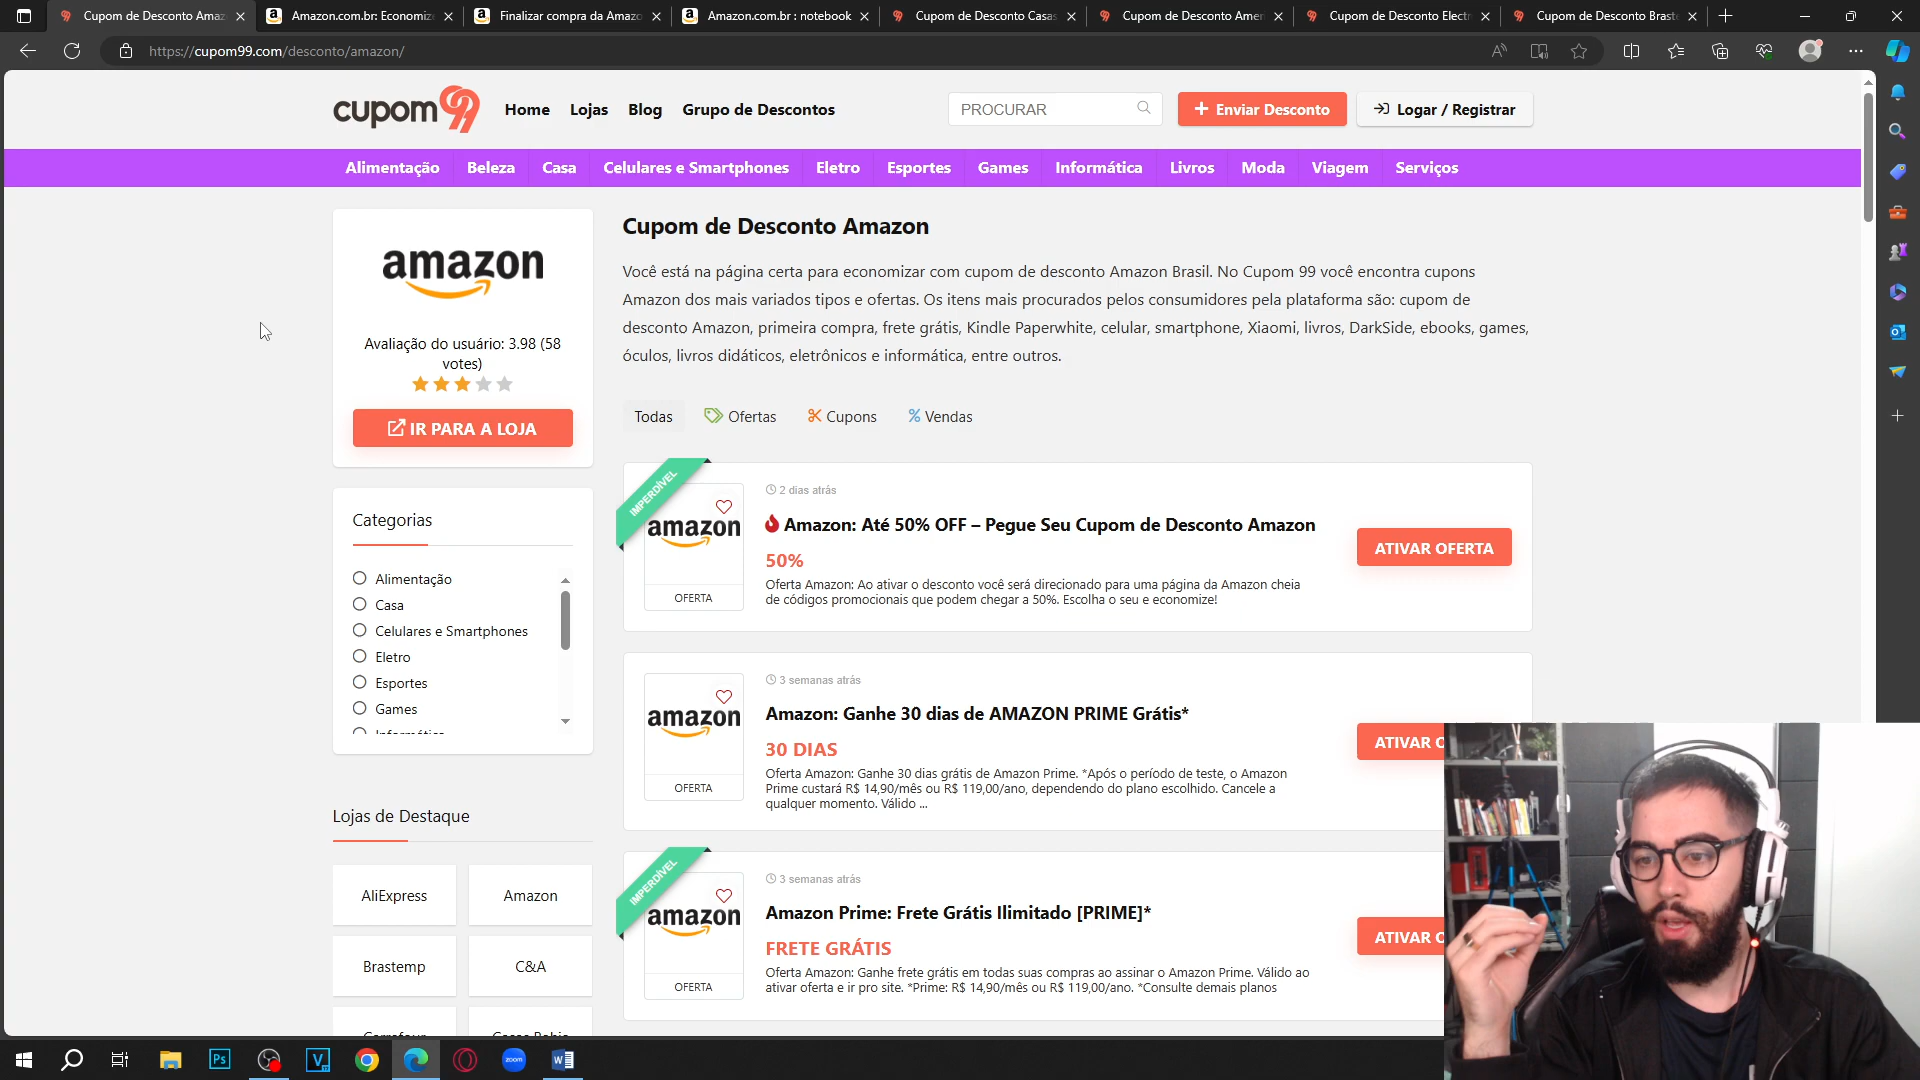 Cupom de Desconto Amaz
Amazon.com.br: Economiz
Finalizar compra da Amazo
Amazon.com.br : notebook
Cupom de Desconto Casas
Cupom de Desconto Amer
Cupom de Desconto Electr
Cupom de Desconto Braste
https://cupom99.com/desconto/amazon/
cupom99
Home
Lojas
Blog
Grupo de Descontos
PROCURAR
+ Enviar Desconto
Logar / Registrar
Alimentação
Beleza
Casa
Celulares e Smartphones
Eletro
Esportes
Games
Informática
Livros
Moda
Viagem
Serviços
amazon
Avaliação do usuário: 3.98 (58
votes)
IR PARA A LOJA
Categorias
Alimentação
Casa
Celulares e Smartphones
Eletro
Esportes
Games
Informática
Lojas de Destaque
AliExpress
Amazon
Brastemp
C&A
Carrefour
Casas Bahia
Cupom de Desconto Amazon
Você está na página certa para economizar com cupom de desconto Amazon Brasil. No Cupom 99 você encontra cupons
Amazon dos mais variados tipos e ofertas. Os itens mais procurados pelos consumidores pela plataforma são: cupom de
desconto Amazon, primeira compra, frete grátis, Kindle Paperwhite, celular, smartphone, Xiaomi, livros, DarkSide, ebooks, games,
óculos, livros didáticos, eletrônicos e informática, entre outros.
Todas
Ofertas
Cupons
Vendas
IMPERDÍVEL
amazon
OFERTA
2 dias atrás
Amazon: Até 50% OFF – Pegue Seu Cupom de Desconto Amazon
50%
Oferta Amazon: Ao ativar o desconto você será direcionado para uma página da Amazon cheia
de códigos promocionais que podem chegar a 50%. Escolha o seu e economize!
ATIVAR OFERTA
amazon
OFERTA
3 semanas atrás
Amazon: Ganhe 30 dias de AMAZON PRIME Grátis*
30 DIAS
Oferta Amazon: Ganhe 30 dias grátis de Amazon Prime. *Após o período de teste, o Amazon
Prime custará R$ 14,90/mês ou R$ 119,00/ano, dependendo do plano escolhido. Cancele a
qualquer momento. Válido ...
ATIVAR O
IMPERDÍVEL
amazon
OFERTA
3 semanas atrás
Amazon Prime: Frete Grátis Ilimitado [PRIME]*
FRETE GRÁTIS
Oferta Amazon: Ganhe frete grátis em todas suas compras ao assinar o Amazon Prime. Válido ao
ativar oferta e ir pro site. *Prime: R$ 14,90/mês ou R$ 119,00/ano. *Consulte demais planos
ATIVAR O
Ps
V
zoom
W